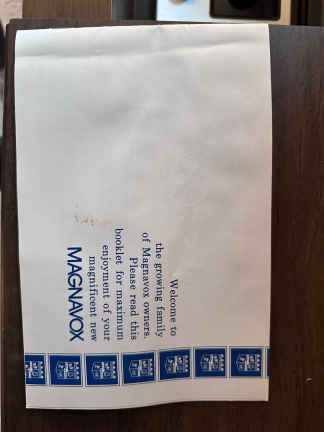 Welcome to
the growing family
of Magnavox owners.
Please read this
booklet for maximum
enjoyment of your
magnificent new
MAGNAVOX